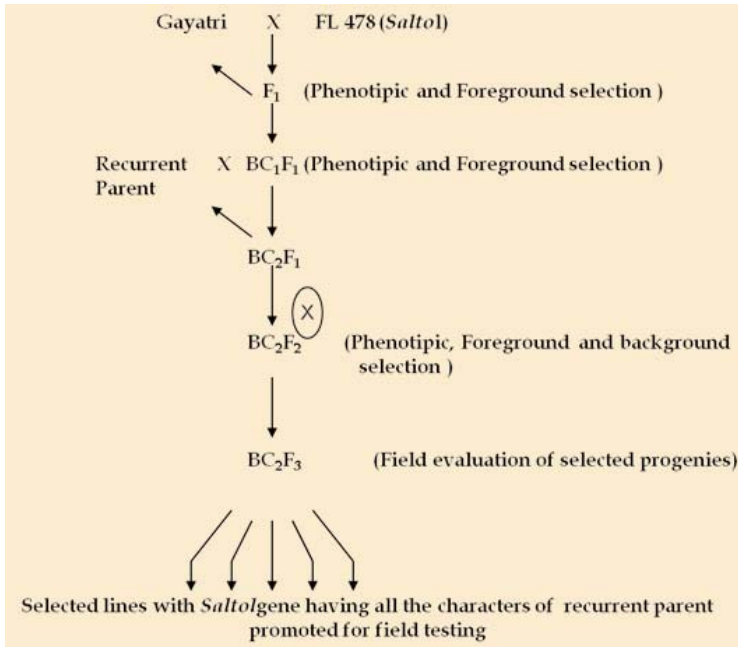 Gayatri X FL 478(Saltol)
F₁ (Phenotipic and Foreground selection )
Recurrent X BC₁F₁ (Phenotipic and Foreground selection )
Parent
BC₂F₁
X
BC₂F₂ (Phenotipic, Foreground and background
selection )
BC₂F₃ (Field evaluation of selected progenies)
Selected lines with Saltolgene having all the characters of recurrent parent
promoted for field testing